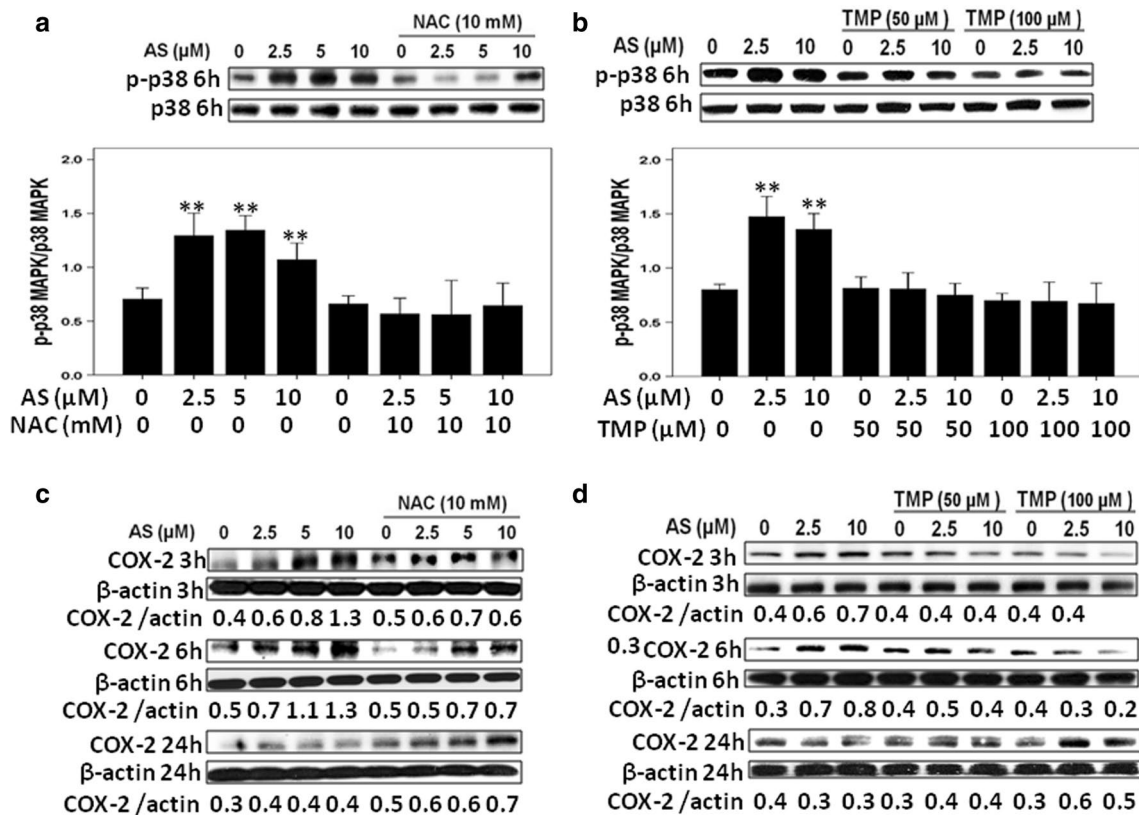 a
NAC (10 mM)
AS (µM) 0 2.5 5 10 0 2.5 5 10
p-p38 6h
p38 6h
p-p38 MAPK/p38 MAPK
2.0
1.5
1.0
0.5
0.0
** ** **
AS (µM) 0 2.5 5 10 0 2.5 5 10
NAC (mM) 0 0 0 0 0 10 10 10
b
TMP (50 µM) TMP (100 µM)
AS (µM) 0 2.5 10 0 2.5 10 0 2.5 10
p-p38 6h
p38 6h
p-p38 MAPK/p38 MAPK
2.0
1.5
1.0
0.5
0.0
** **
AS (µM) 0 2.5 10 0 2.5 10 0 2.5 10
TMP (µM) 0 0 0 50 50 50 100 100 100
c
NAC (10 mM)
AS (µM) 0 2.5 5 10 0 2.5 5 10
COX-2 3h
β-actin 3h
COX-2 /actin 0.4 0.6 0.8 1.3 0.5 0.6 0.7 0.6
COX-2 6h
β-actin 6h
COX-2 /actin 0.5 0.7 1.1 1.3 0.5 0.5 0.7 0.7
COX-2 24h
β-actin 24h
COX-2 /actin 0.3 0.4 0.4 0.4 0.5 0.6 0.6 0.7
d
TMP (50 µM) TMP (100 µM)
AS (µM) 0 2.5 10 0 2.5 10 0 2.5 10
COX-2 3h
β-actin 3h
COX-2 /actin 0.4 0.6 0.7 0.4 0.4 0.4 0.4 0.4
0.3 COX-2 6h
β-actin 6h
COX-2 /actin 0.3 0.7 0.8 0.4 0.5 0.4 0.4 0.3 0.2
COX-2 24h
β-actin 24h
COX-2 /actin 0.4 0.3 0.3 0.3 0.4 0.4 0.3 0.6 0.5